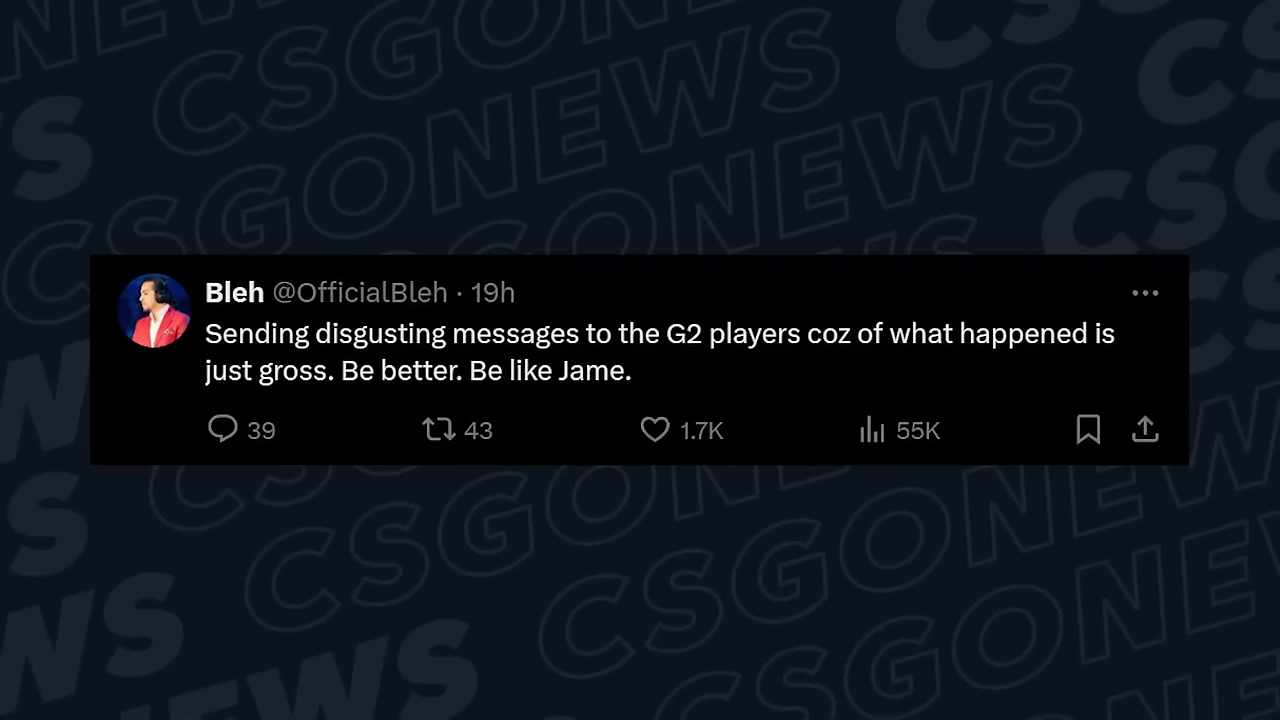 CSGONEWS
Bleh @OfficialBleh · 19h
Sending disgusting messages to the G2 players coz of what happened is
just gross. Be better. Be like Jame.
39 43 1.7K 55K